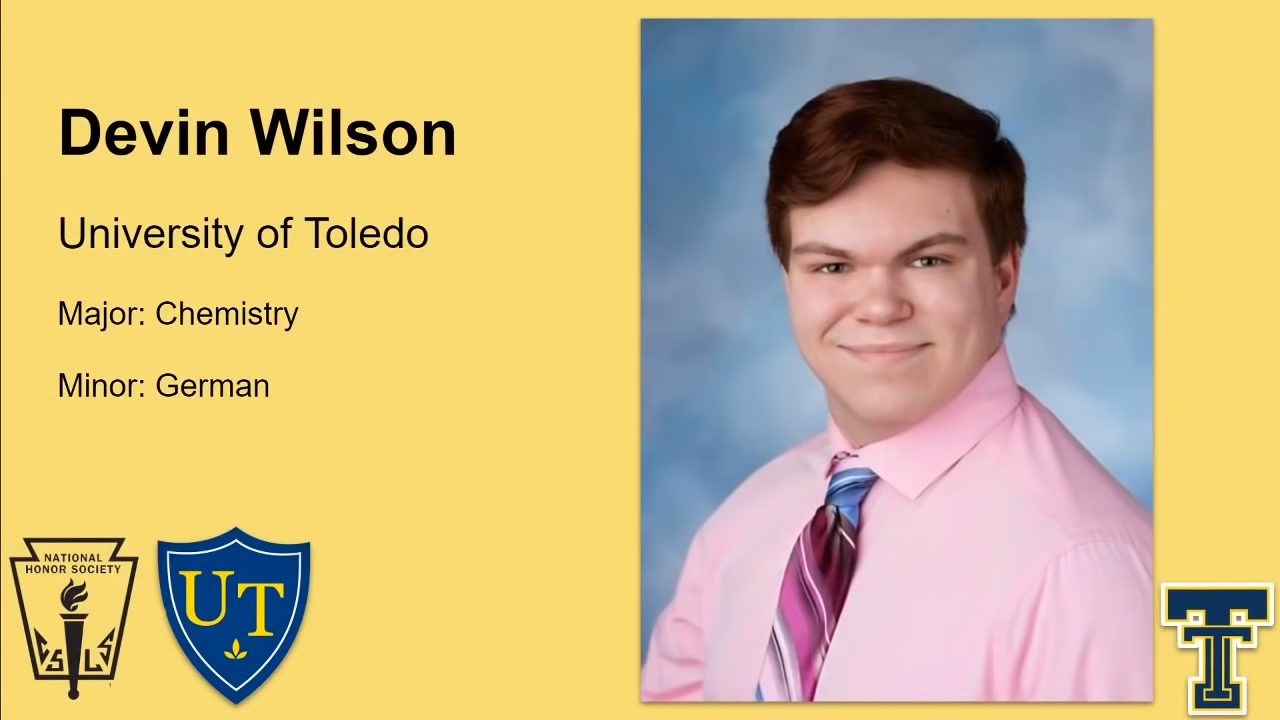 Devin Wilson
University of Toledo
Major: Chemistry
Minor: German
NATIONAL
HONOR SOCIETY
C S L S
UT
T